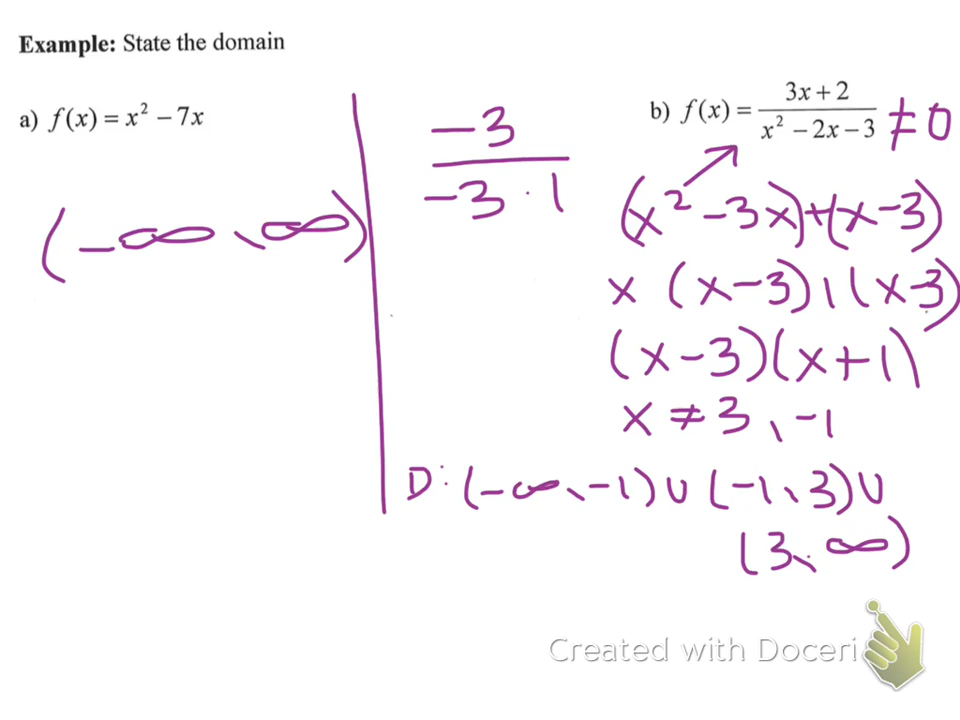 Example: State the domain
a) f(x) = x² − 7x
(-∞, ∞)
-3
-3 · 1
b) f(x) = (3x + 2)/(x² − 2x − 3) ≠ 0
(x² - 3x) + (x - 3)
x (x - 3) 1 (x - 3)
(x - 3)(x + 1)
x ≠ 3, -1
D: (-∞, -1) ∪ (-1, 3) ∪
(3, ∞)
Created with Doceri